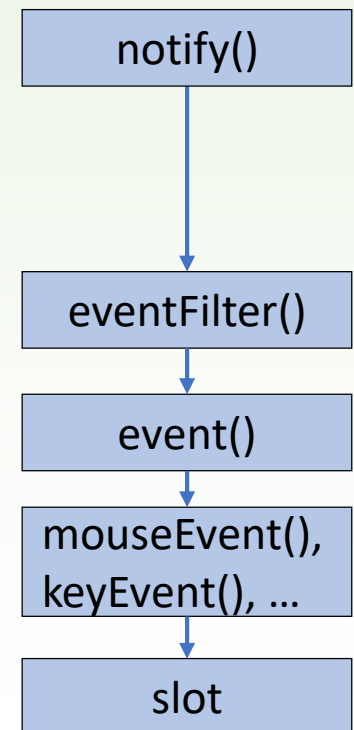 notify()
eventFilter()
event()
mouseEvent(),
keyEvent(), ...
slot